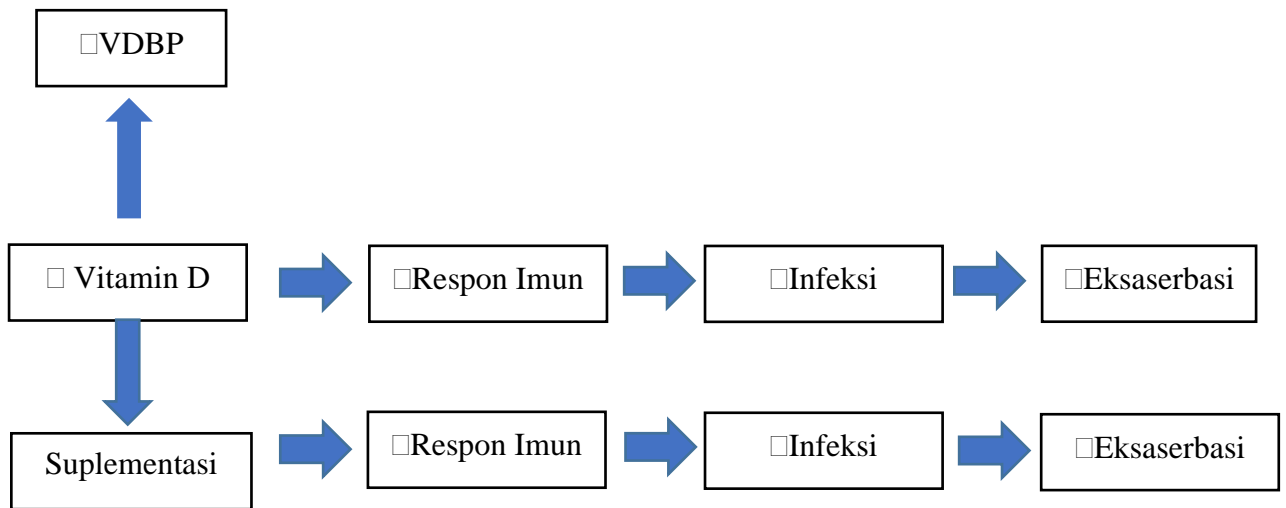 □VDBP
□ Vitamin D
□Respon Imun
□Infeksi
□Eksaserbasi
Suplementasi
□Respon Imun
□Infeksi
□Eksaserbasi